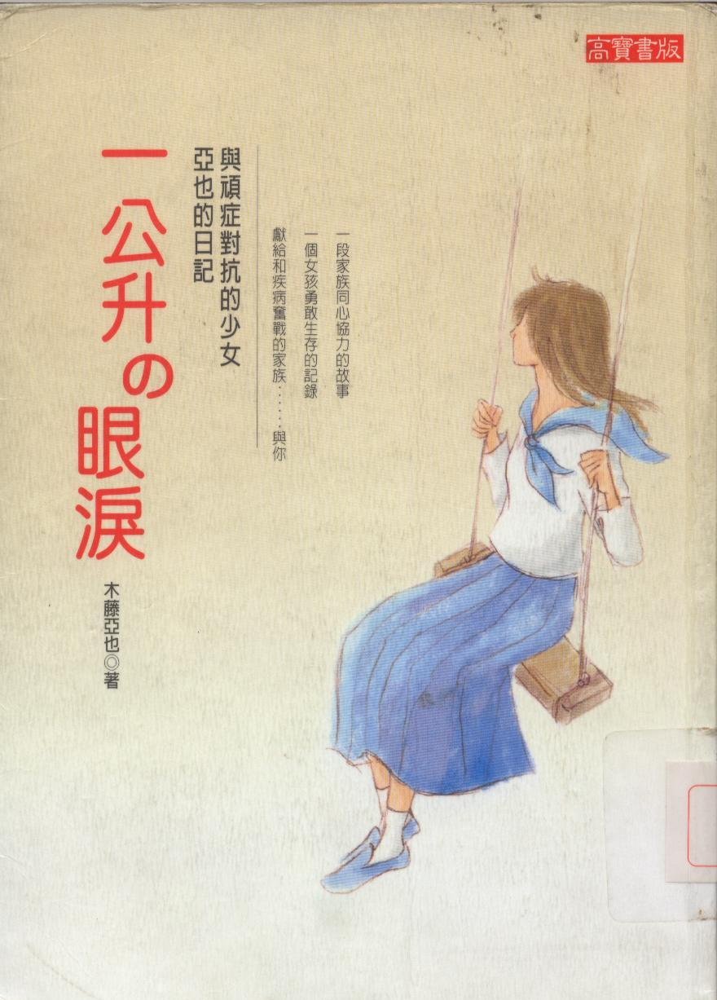 高寶書版
一段家族同心協力的故事
一個女孩勇敢生存的記錄
獻給和疾病奮戰的家族‥‥‥與你
與頑症對抗的少女
亞也的日記
一公升の眼淚
木藤亞也◎著